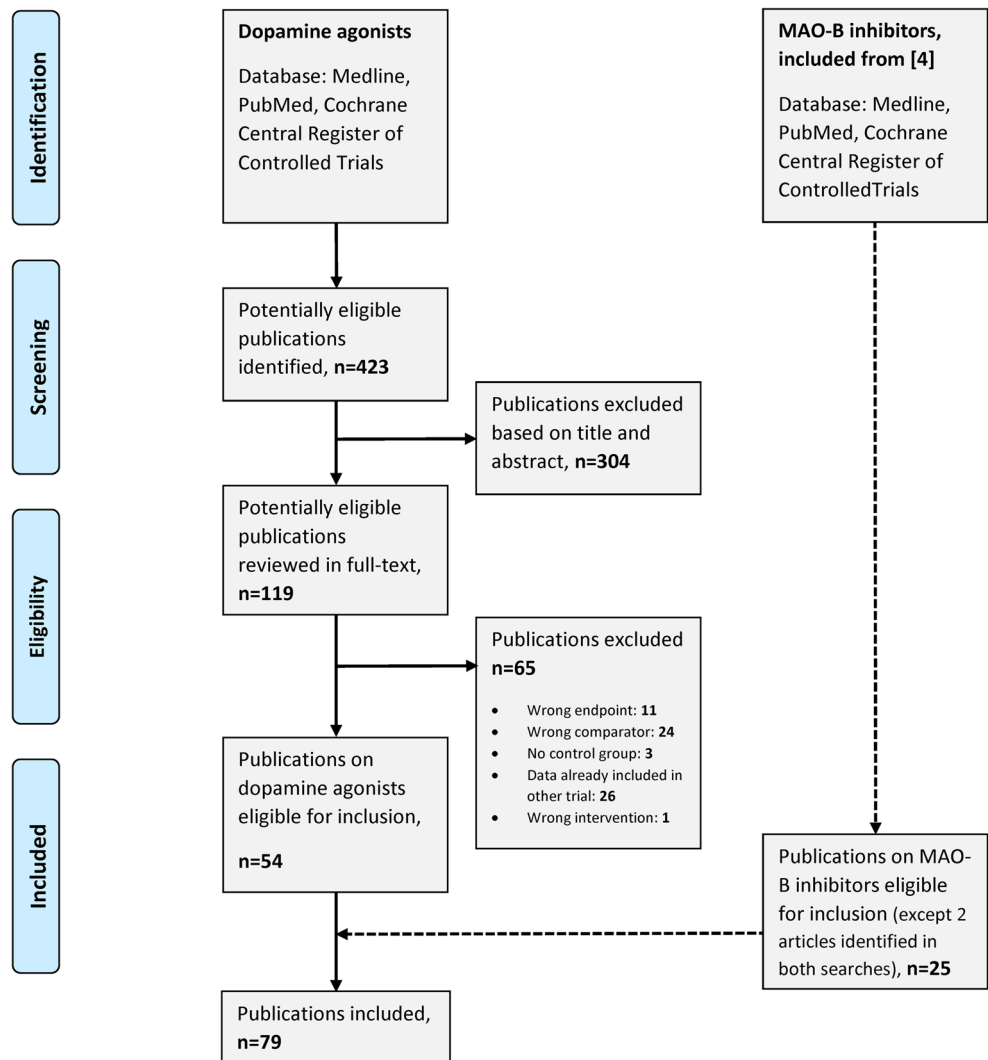 Identification
Dopamine agonists
Database: Medline,
PubMed, Cochrane
Central Register of
Controlled Trials
MAO-B inhibitors,
included from [4]
Database: Medline,
PubMed, Cochrane
Central Register of
ControlledTrials
Screening
Potentially eligible
publications
identified, n=423
Publications excluded
based on title and
abstract, n=304
Eligibility
Potentially eligible
publications
reviewed in full-text,
n=119
Publications excluded
n=65
• Wrong endpoint: 11
• Wrong comparator: 24
• No control group: 3
• Data already included in
other trial: 26
• Wrong intervention: 1
Included
Publications on
dopamine agonists
eligible for inclusion,
n=54
Publications on MAO-
B inhibitors eligible
for inclusion (except 2
articles identified in
both searches), n=25
Publications included,
n=79